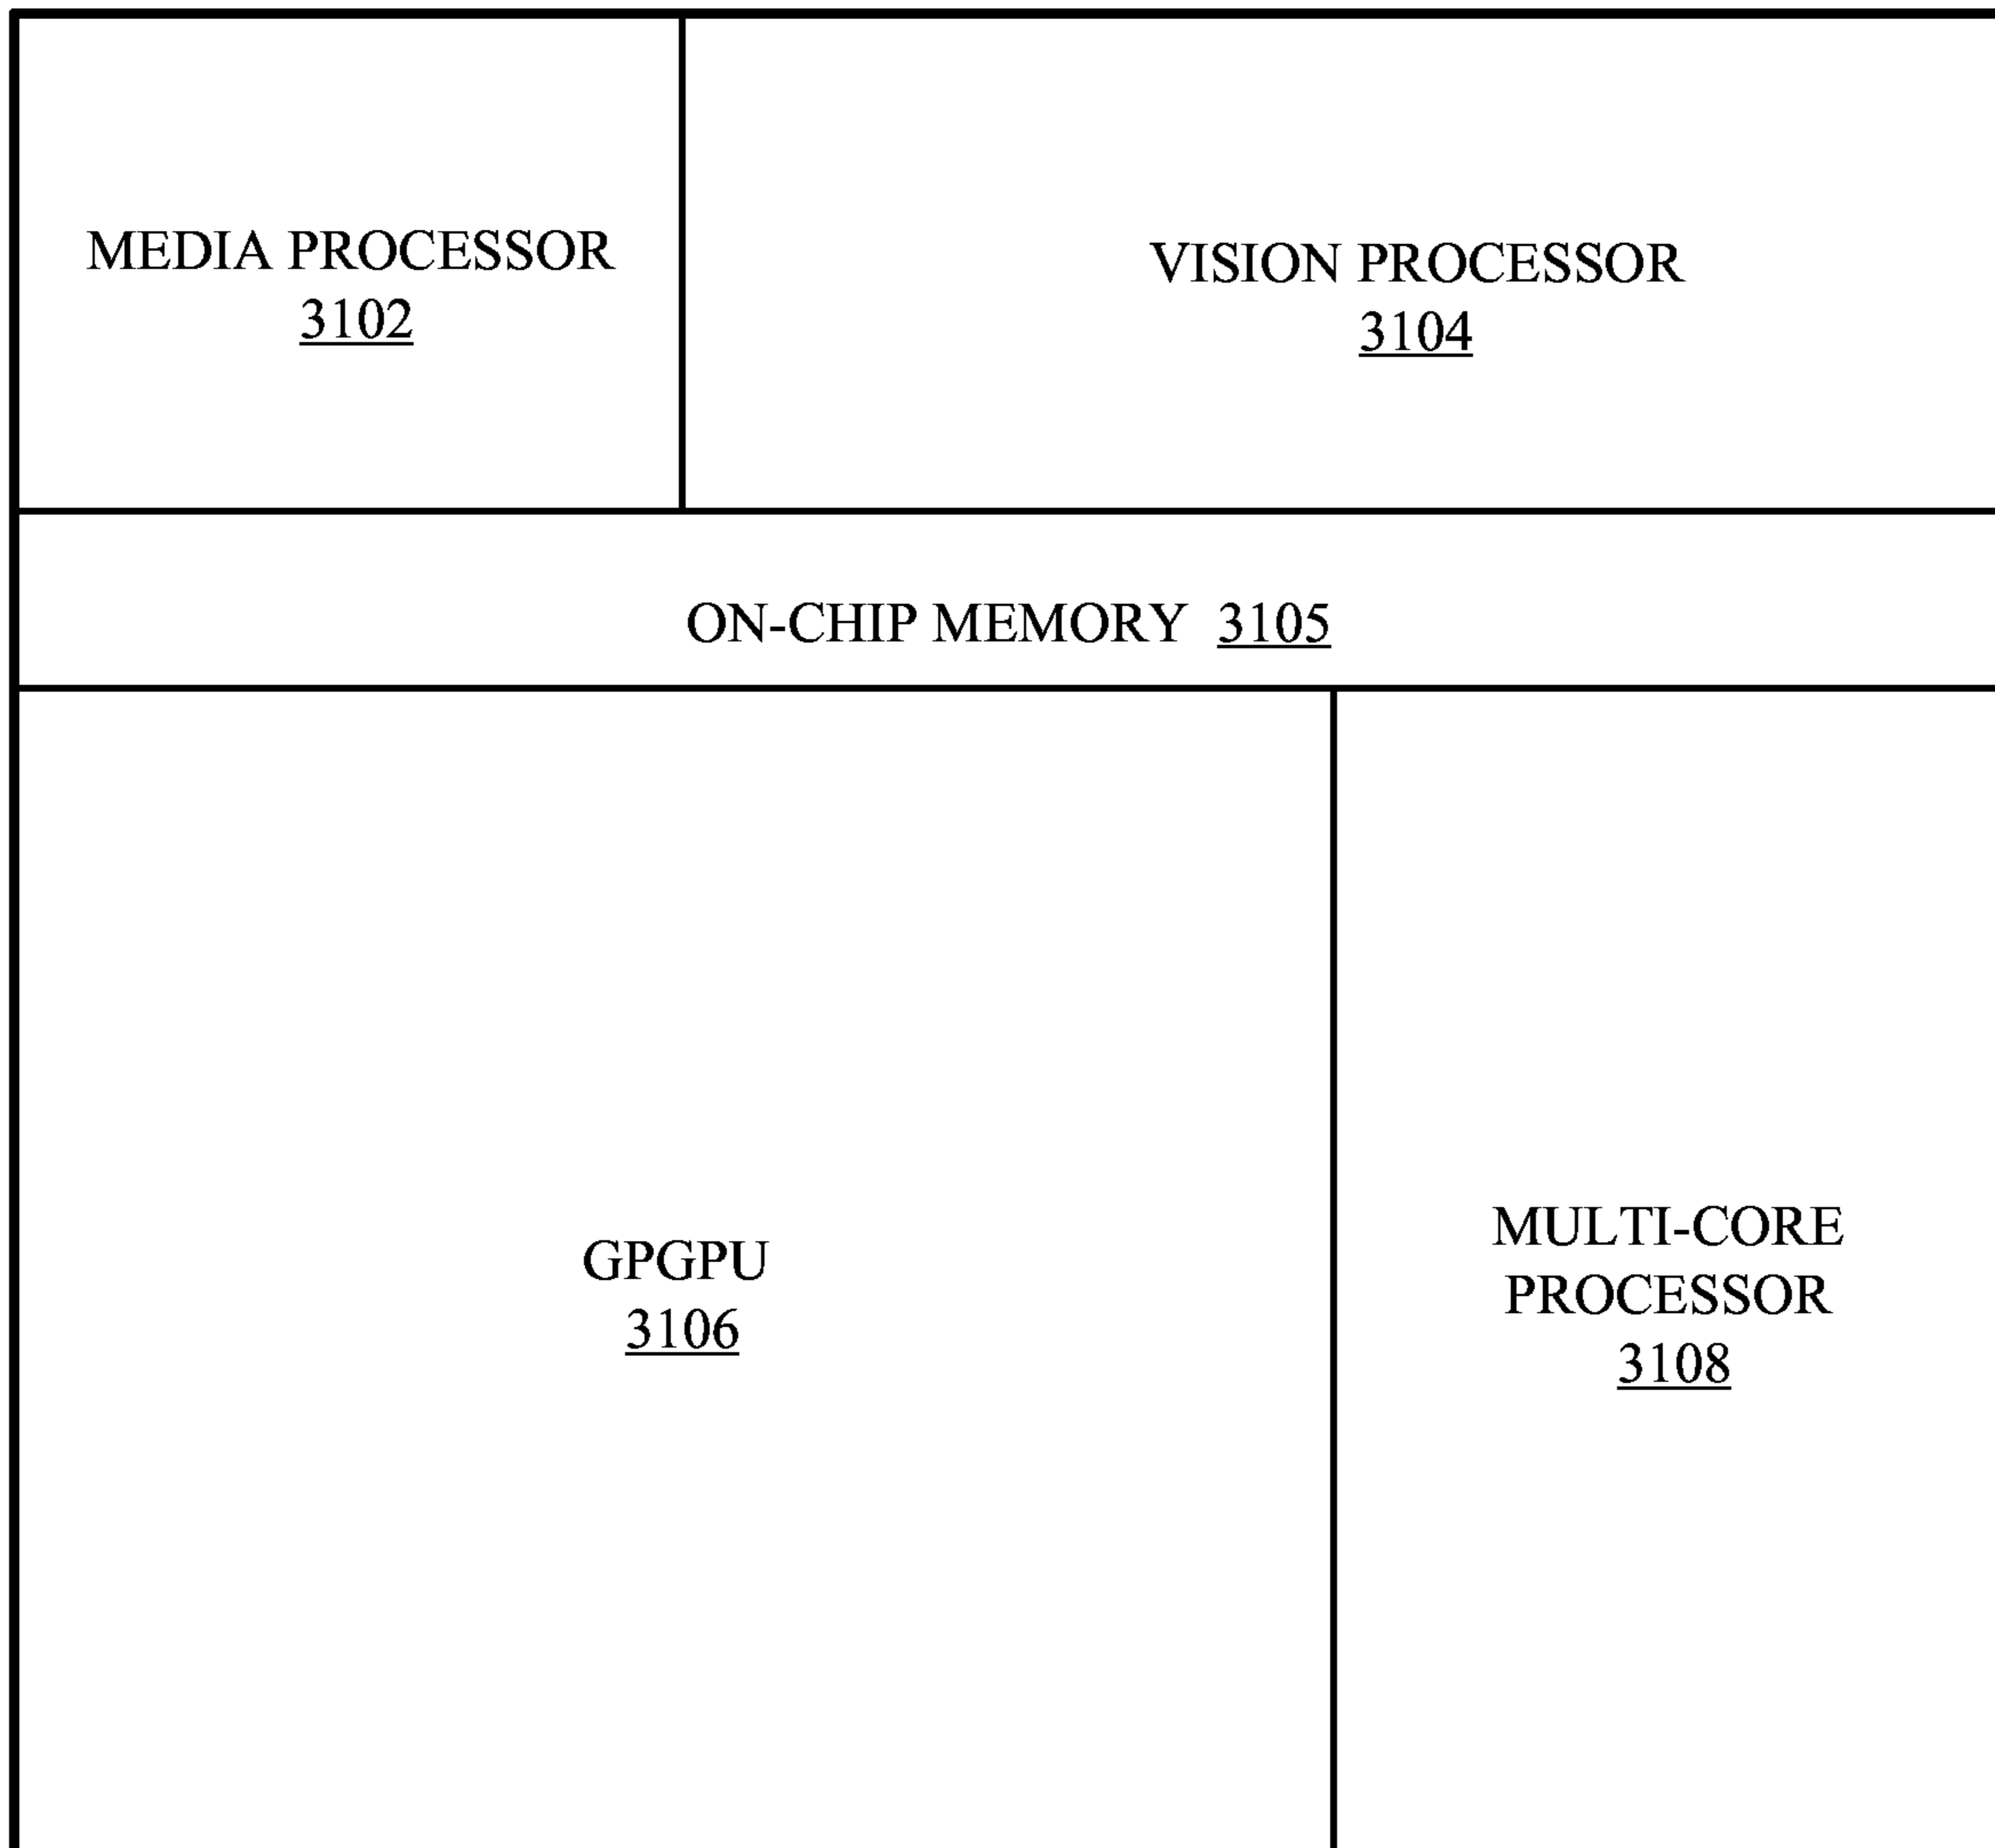 MEDIA PROCESSOR
3102
VISION PROCESSOR
3104
ON-CHIP MEMORY 3105
GPGPU
3106
MULTI-CORE
PROCESSOR
3108